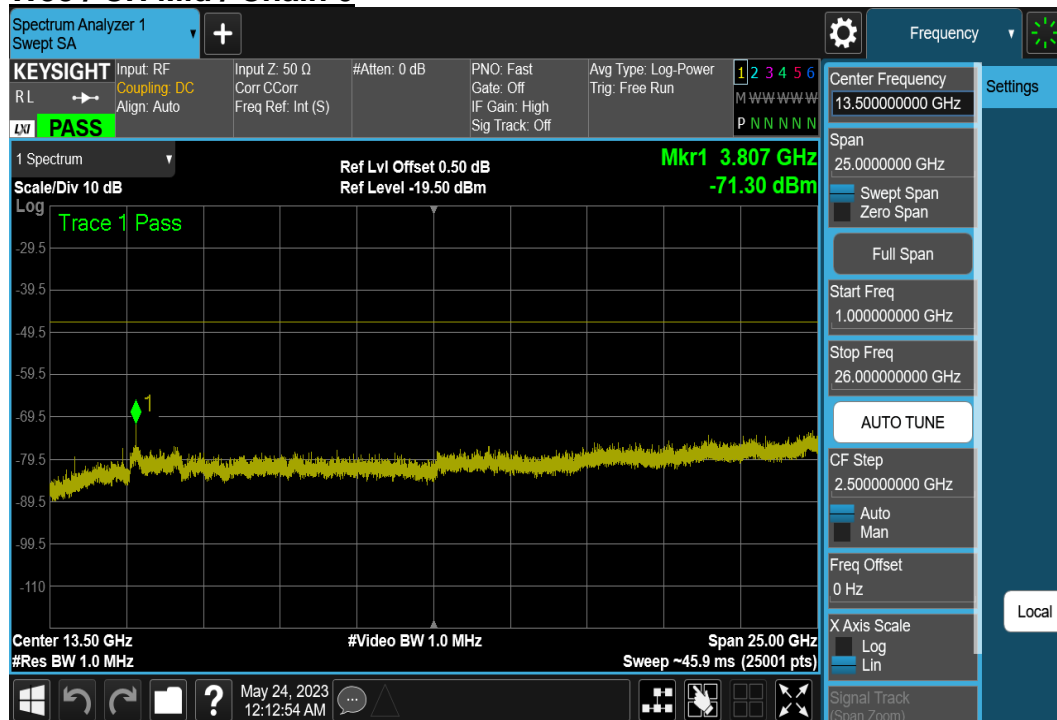 Spectrum Analyzer 1
Swept SA
+
Frequency
KEYSIGHT
RL
LXI PASS
Input: RF
Coupling: DC
Align: Auto
Input Z: 50 Ω
Corr CCorr
Freq Ref: Int (S)
#Atten: 0 dB
PNO: Fast
Gate: Off
IF Gain: High
Sig Track: Off
Avg Type: Log-Power
Trig: Free Run
1 2 3 4 5 6
M W W W W W
P N N N N N
Center Frequency
13.500000000 GHz
Settings
Span
25.0000000 GHz
Swept Span
Zero Span
Full Span
Start Freq
1.000000000 GHz
Stop Freq
26.000000000 GHz
AUTO TUNE
CF Step
2.500000000 GHz
Auto
Man
Freq Offset
0 Hz
X Axis Scale
Log
Lin
Signal Track
(Span Zoom)
Local
1 Spectrum
Scale/Div 10 dB
Log
Ref Lvl Offset 0.50 dB
Ref Level -19.50 dBm
Mkr1 3.807 GHz
-71.30 dBm
Trace 1 Pass
-29.5
-39.5
-49.5
-59.5
-69.5
1
-79.5
-89.5
-99.5
-110
Center 13.50 GHz
#Res BW 1.0 MHz
#Video BW 1.0 MHz
Span 25.00 GHz
Sweep ~45.9 ms (25001 pts)
?
May 24, 2023
12:12:54 AM